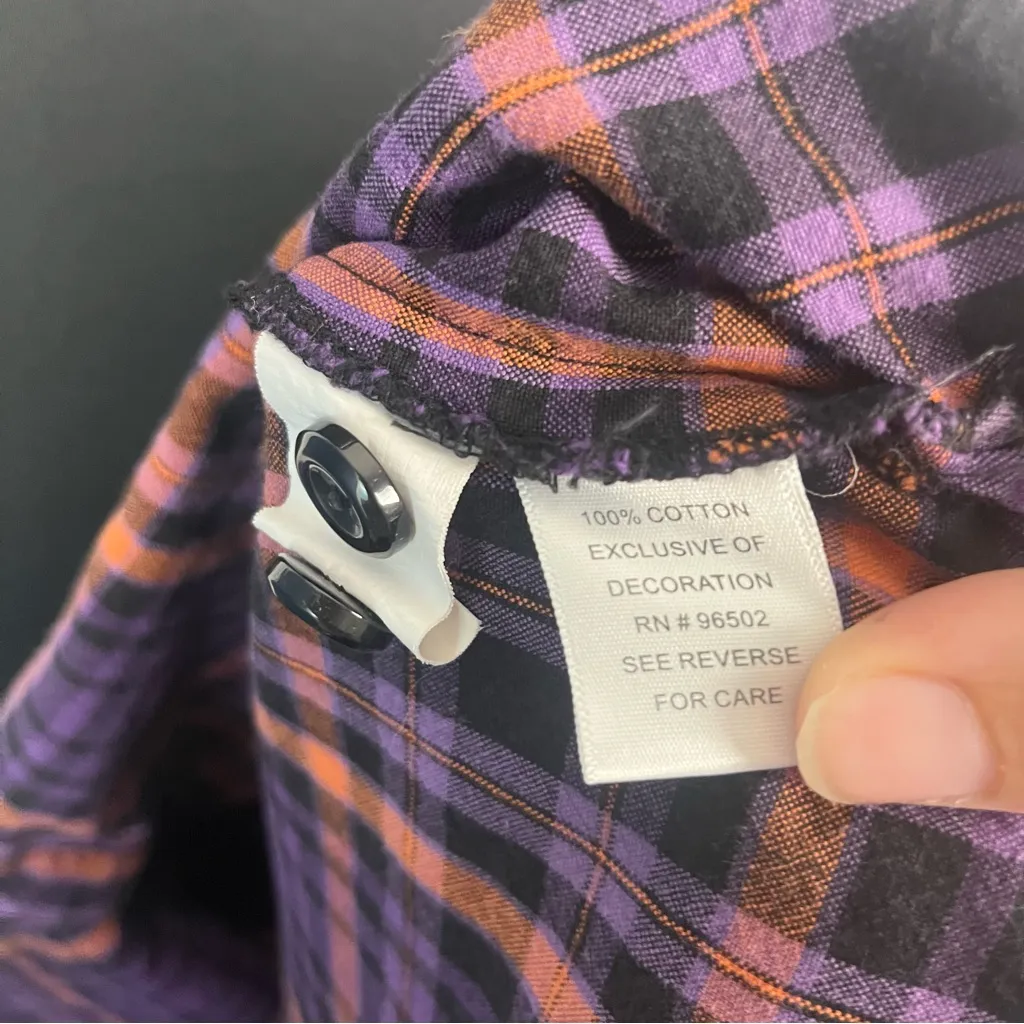 100% COTTON
EXCLUSIVE OF
DECORATION
RN # 96502
SEE REVERSE
FOR CARE